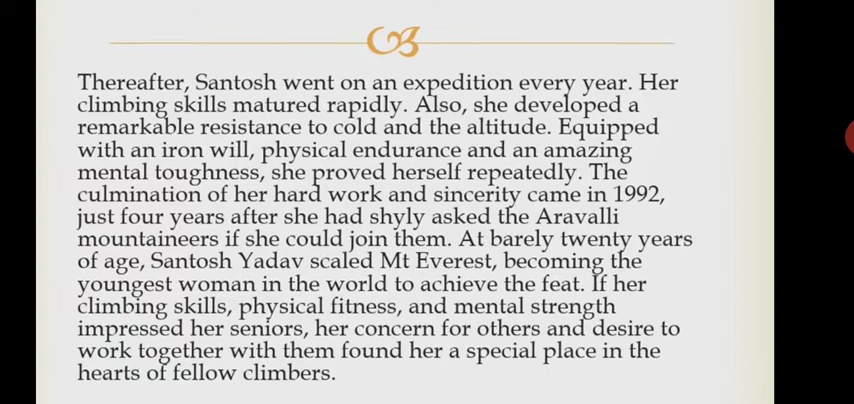 Thereafter, Santosh went on an expedition every year. Her
climbing skills matured rapidly. Also, she developed a
remarkable resistance to cold and the altitude. Equipped
with an iron will, physical endurance and an amazing
mental toughness, she proved herself repeatedly. The
culmination of her hard work and sincerity came in 1992,
just four years after she had shyly asked the Aravalli
mountaineers if she could join them. At barely twenty years
of age, Santosh Yadav scaled Mt Everest, becoming the
youngest woman in the world to achieve the feat. If her
climbing skills, physical fitness, and mental strength
impressed her seniors, her concern for others and desire to
work together with them found her a special place in the
hearts of fellow climbers.